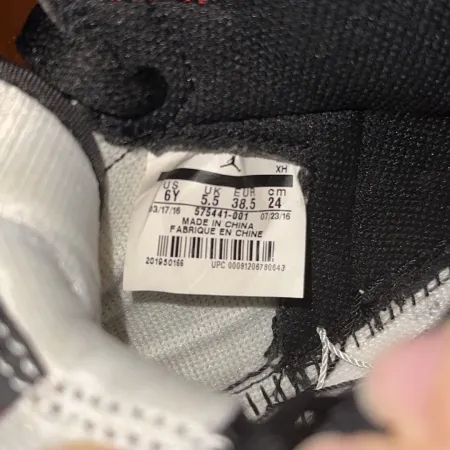 XH
US UK EUR cm
6Y 5.5 38.5 24
03/17/16 575441-001 07/23/16
MADE IN CHINA
FABRIQUE EN CHINE
201950166 UPC 00091206780643